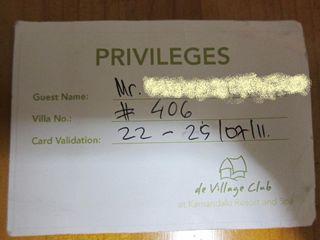 PRIVILEGES
Guest Name: Mr.
Villa No.: # 406
Card Validation: 22 - 25/09/11.
de Village Club
at Kamandalu Resort and Spa